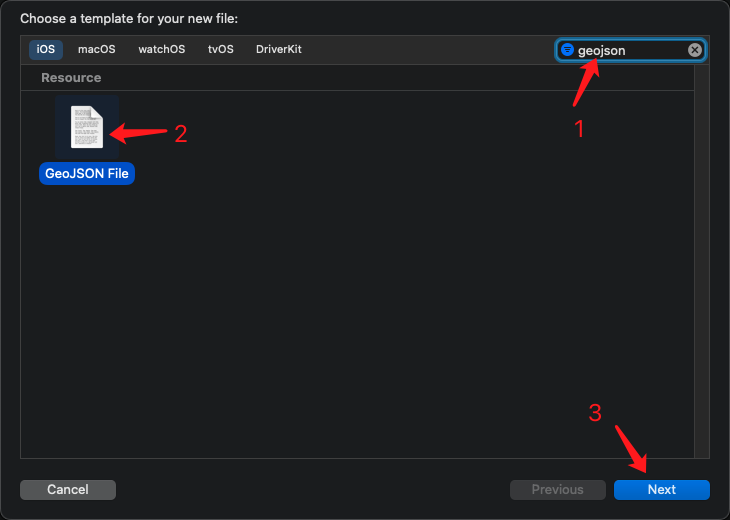 Choose a template for your new file:
iOS macOS watchOS tvOS DriverKit geojson
1
Resource
2
GeoJSON File
3
Cancel Previous Next